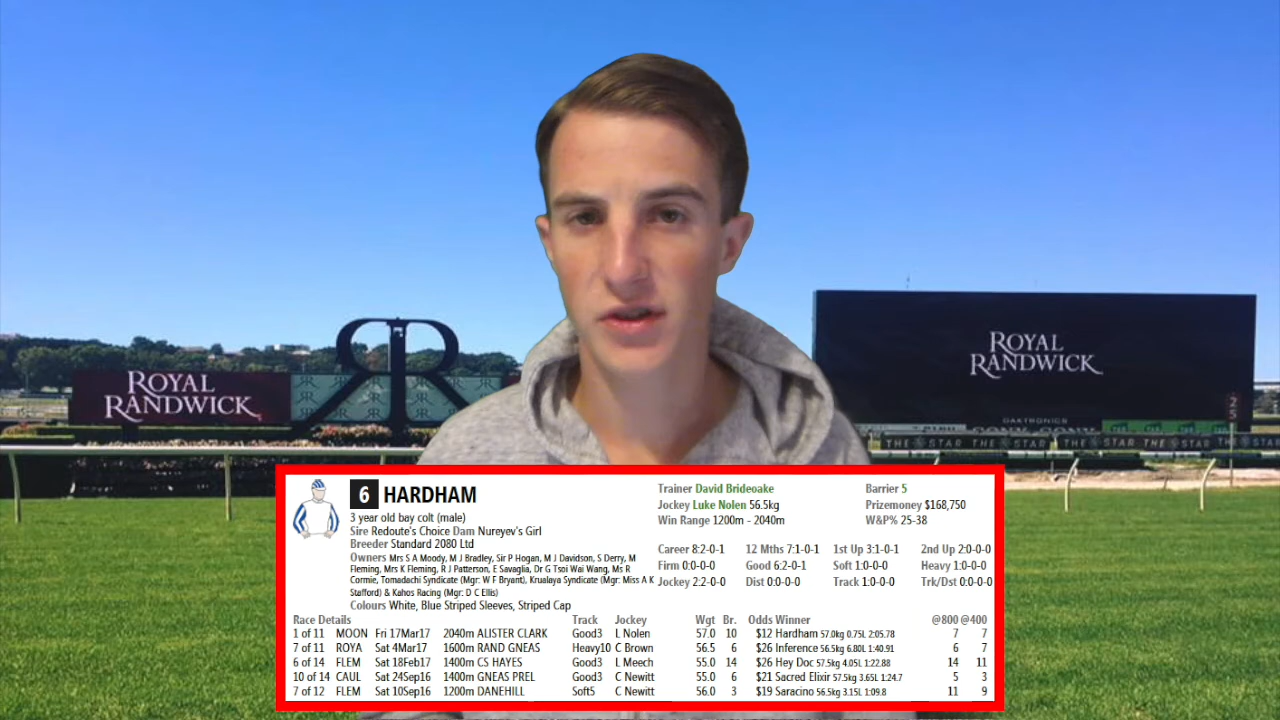 ROYAL
RANDWICK
RR
ROYAL
RANDWICK
OAKTRONICS
THE STAR THE STAR THE STAR THE STAR
6 HARDHAM
3 year old bay colt (male)
Sire Redoute's Choice Dam Nureyev's Girl
Breeder Standard 2080 Ltd
Owners Mrs S A Moody, M J Bradley, Sir P Hogan, M J Davidson, S Derry, M
Fleming, Mrs K Fleming, R J Patterson, E Savaglia, Dr G Tsoi Wai Wang, Ms R
Cormie, Tomadachi Syndicate (Mgr: W F Bryant), Krualaya Syndicate (Mgr: Miss A K
Stafford) & Kahos Racing (Mgr: D C Ellis)
Colours White, Blue Striped Sleeves, Striped Cap
Trainer David Brideoake
Jockey Luke Nolen 56.5kg
Win Range 1200m - 2040m
Barrier 5
Prizemoney $168,750
W&P% 25-38
Career 8:2-0-1 12 Mths 7:1-0-1 1st Up 3:1-0-1 2nd Up 2:0-0-0
Firm 0:0-0-0 Good 6:2-0-1 Soft 1:0-0-0 Heavy 1:0-0-0
Jockey 2:2-0-0 Dist 0:0-0-0 Track 1:0-0-0 Trk/Dst 0:0-0-0
Race Details Track Jockey Wgt Br. Odds Winner @800 @400
1 of 11 MOON Fri 17Mar17 2040m ALISTER CLARK Good3 L Nolen 57.0 10 $12 Hardham 57.0kg 0.75L 2:05.78 7 7
7 of 11 ROYA Sat 4Mar17 1600m RAND GNEAS Heavy10 C Brown 56.5 6 $26 Inference 56.5kg 6.80L 1:40.91 6 7
6 of 14 FLEM Sat 18Feb17 1400m CS HAYES Good3 L Meech 55.0 14 $26 Hey Doc 57.5kg 4.05L 1:22.88 14 11
10 of 14 CAUL Sat 24Sep16 1400m GNEAS PREL Good3 C Newitt 55.0 6 $21 Sacred Elixir 57.5kg 3.65L 1:24.7 5 3
7 of 12 FLEM Sat 10Sep16 1200m DANEHILL Soft5 C Newitt 56.0 3 $19 Saracino 56.5kg 3.15L 1:09.8 11 9